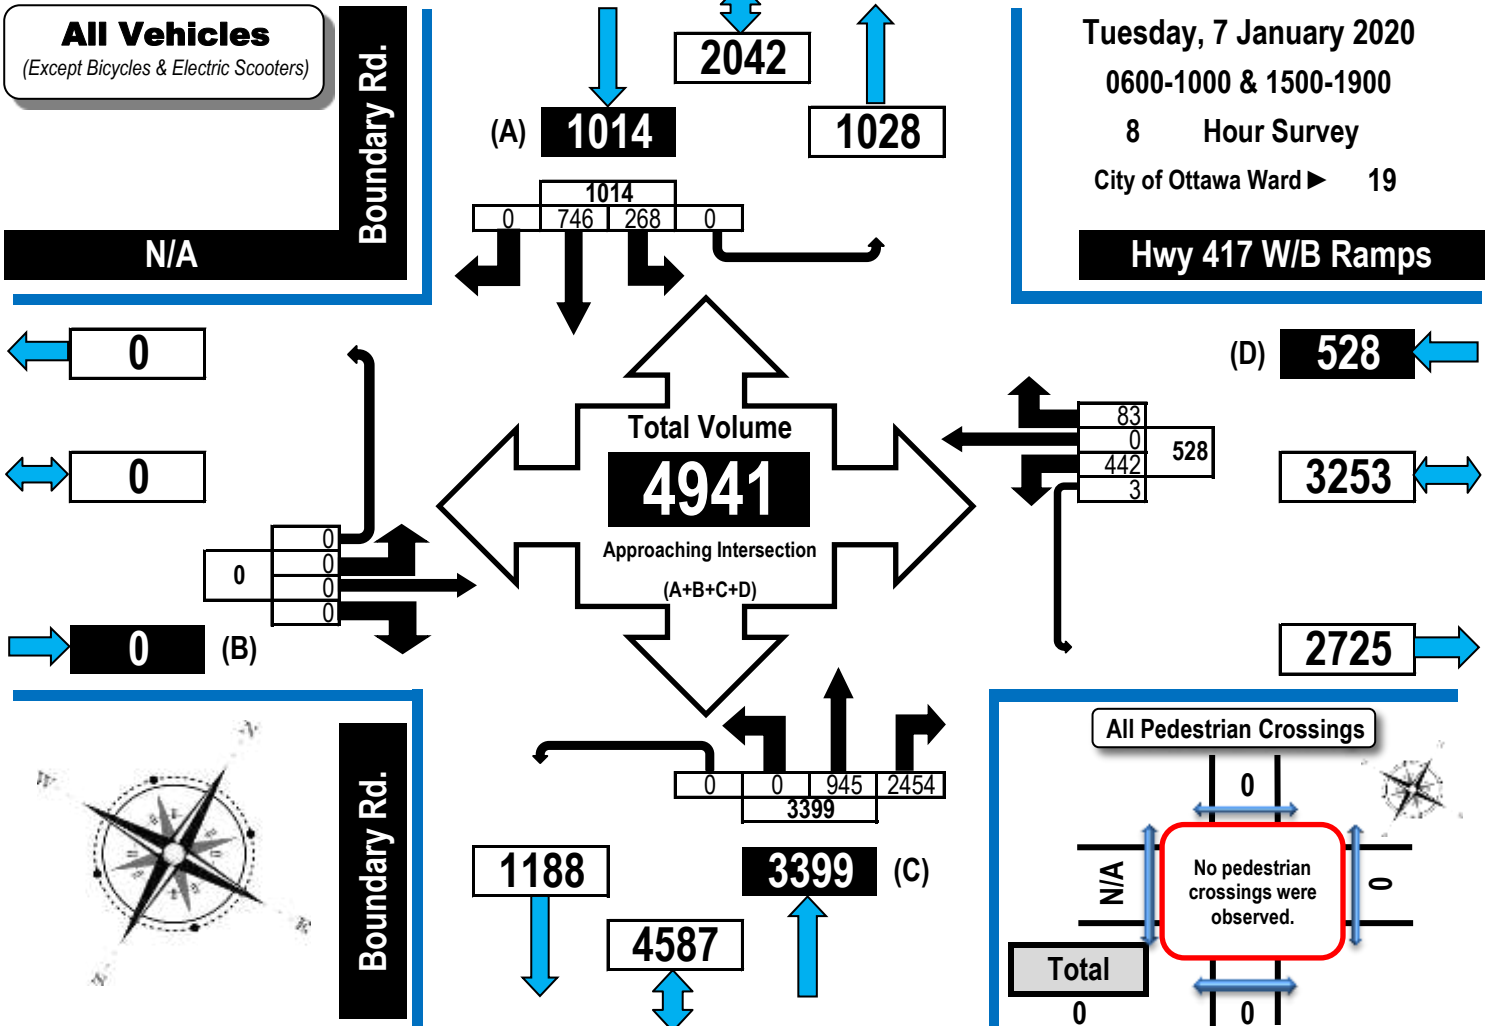 All Vehicles
(Except Bicycles & Electric Scooters)
Boundary Rd.
N/A
2042
(A)
1014
1028
1014
0 746 268 0
Tuesday, 7 January 2020
0600-1000 & 1500-1900
8 Hour Survey
City of Ottawa Ward ► 19
Hwy 417 W/B Ramps
0
0
0
0
0
0
0
0
(B)
Total Volume
4941
Approaching Intersection
(A+B+C+D)
(D)
528
83
0
442
3
528
3253
2725
0 0 945 2454
3399
1188
3399
(C)
4587
Boundary Rd.
N
W
E
S
All Pedestrian Crossings
0
N/A
No pedestrian
crossings were
observed.
0
Total
0
0